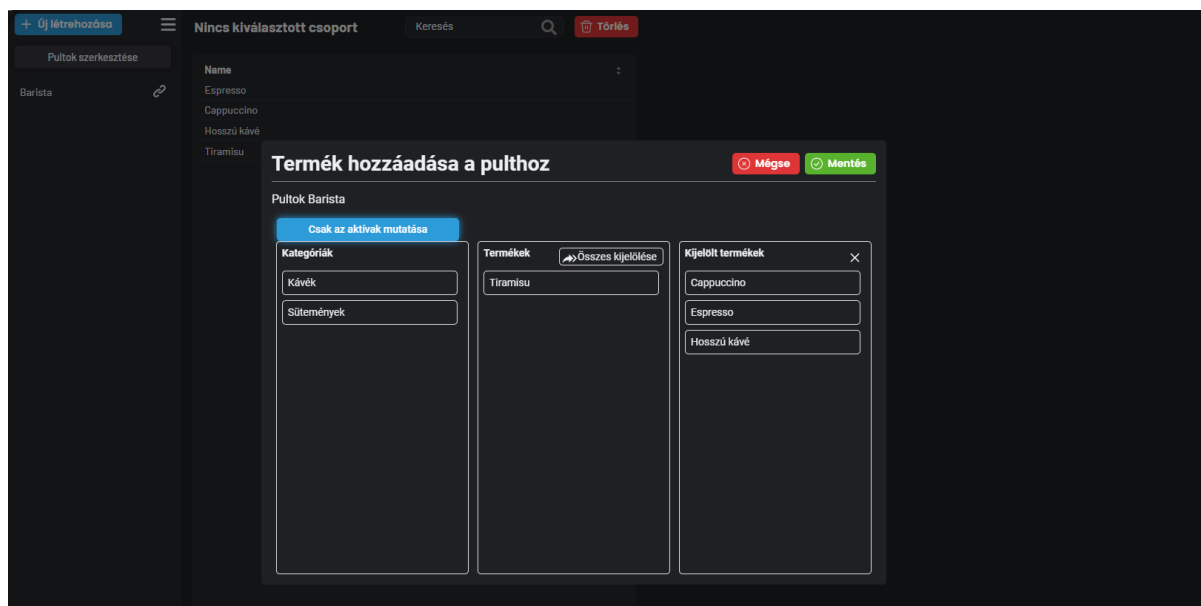 Új létrehozása
Pultok szerkesztése
Barista
Nincs kiválasztott csoport
Keresés
Törlés
Name
Espresso
Cappuccino
Hosszú kávé
Tiramisu
Termék hozzáadása a pulthoz
Mégse
Mentés
Pultok Barista
Csak az aktívak mutatása
Kategóriák
Kávék
Sütemények
Termékek
Összes kijelölése
Tiramisu
Kijelölt termékek
Cappuccino
Espresso
Hosszú kávé